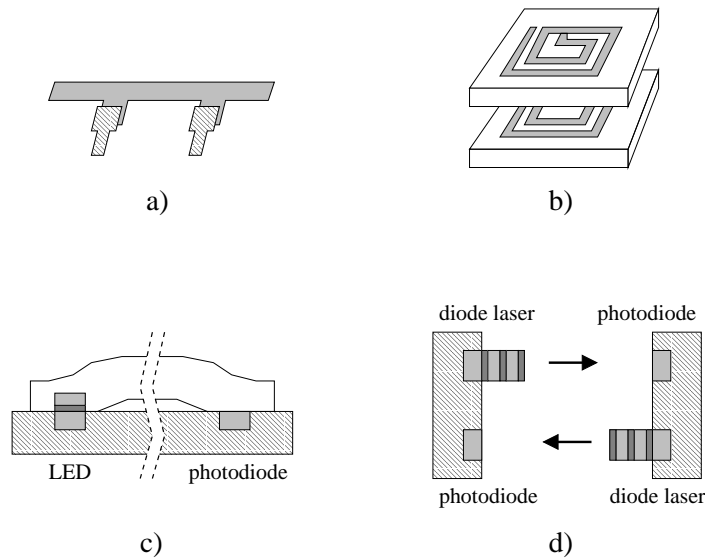 a)
b)
diode laser
photodiode
LED
photodiode
photodiode
diode laser
c)
d)